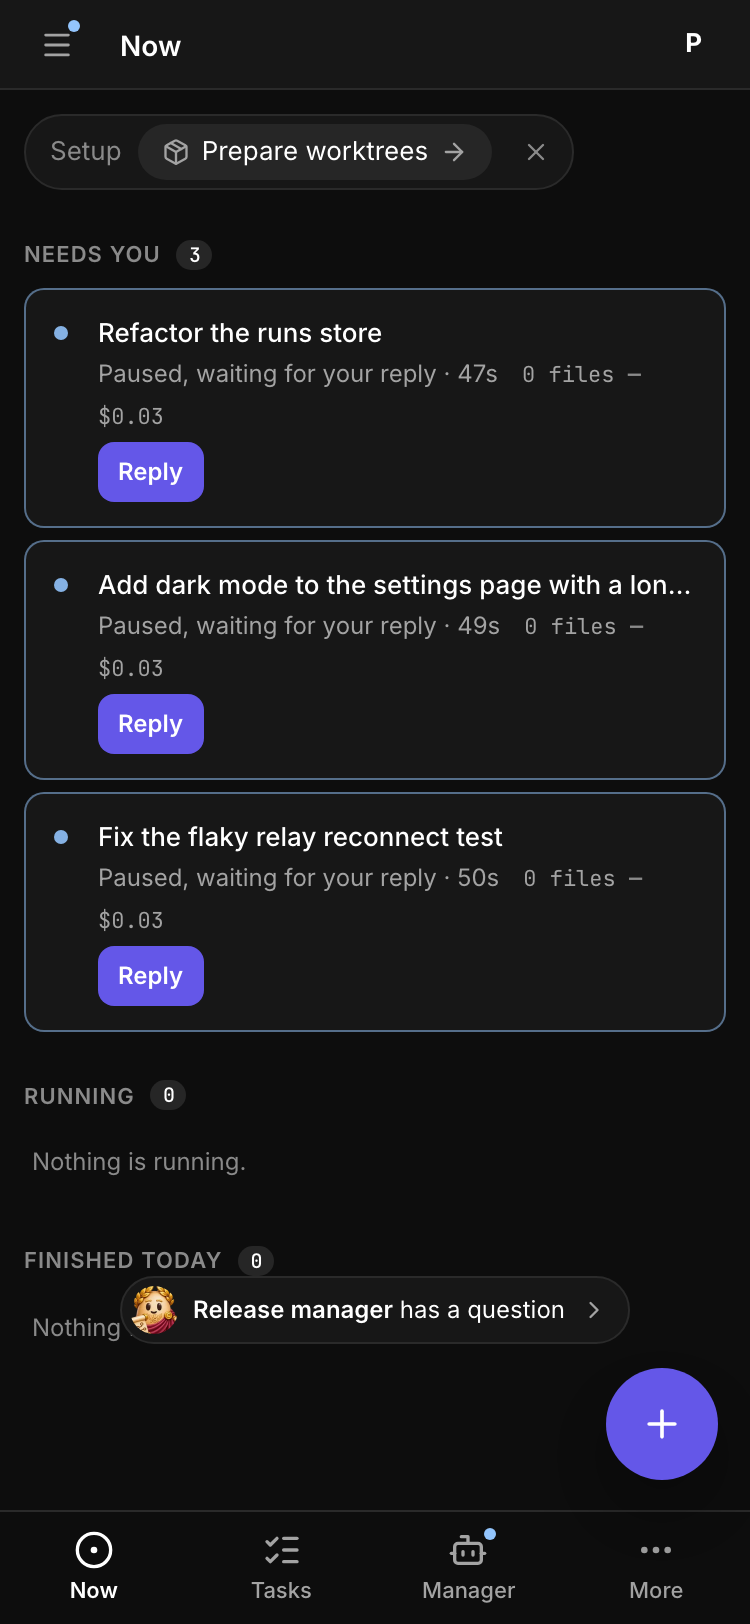 Now
P
Setup
Prepare worktrees
NEEDS YOU 3
Refactor the runs store
Paused, waiting for your reply · 47s 0 files —
$0.03
Reply
Add dark mode to the settings page with a lon...
Paused, waiting for your reply · 49s 0 files —
$0.03
Reply
Fix the flaky relay reconnect test
Paused, waiting for your reply · 50s 0 files —
$0.03
Reply
RUNNING 0
Nothing is running.
FINISHED TODAY 0
Nothing
Release manager has a question
Now
Tasks
Manager
More